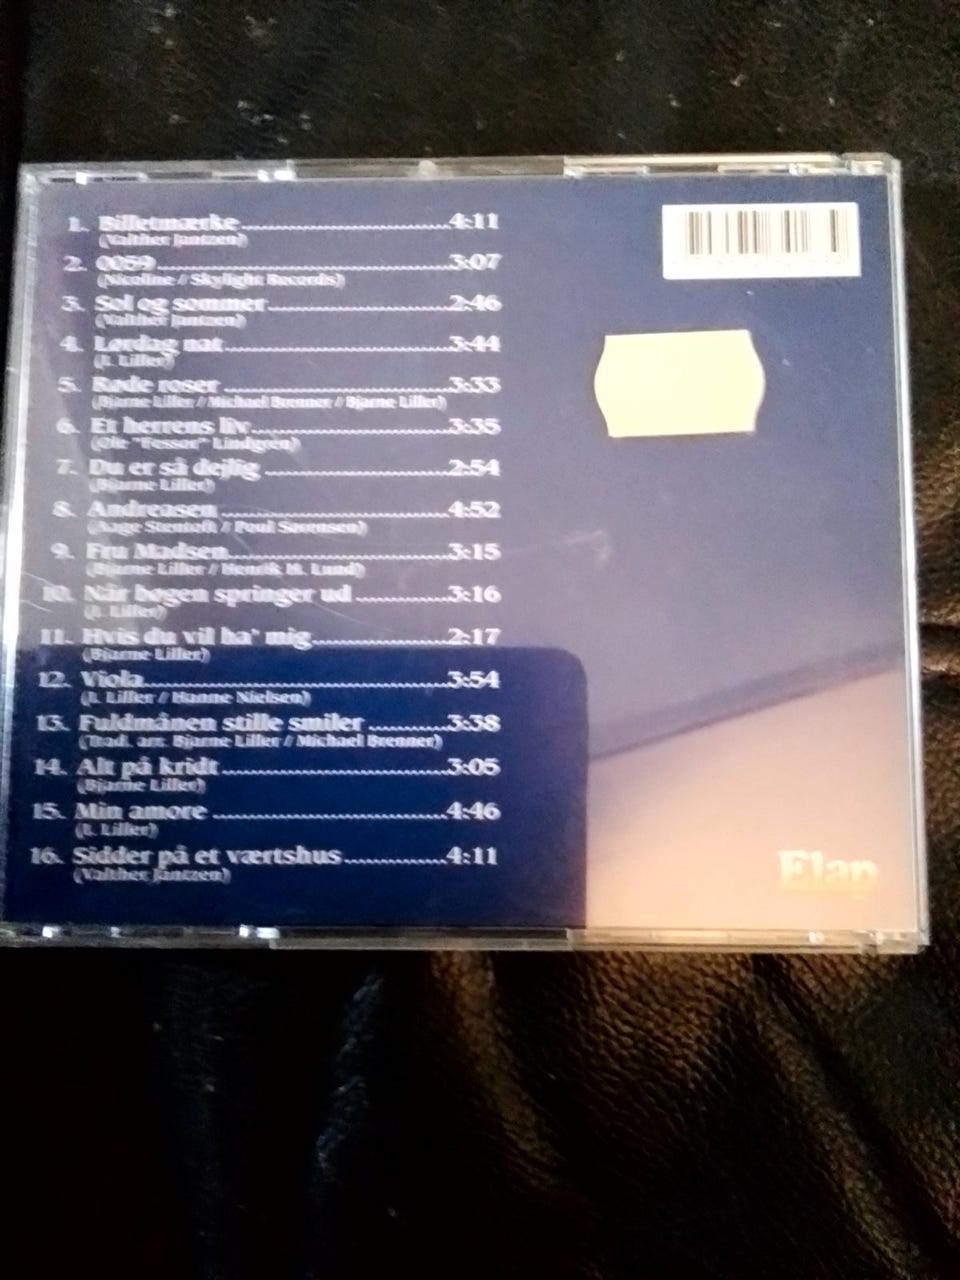 1. Billetmærke 4:11
(Valther Jantzen)
2. 0059 3:07
(Nicoline / Skylight Records)
3. Sol og sommer 2:46
(Valther Jantzen)
4. Lørdag nat 3:44
(I. Liller)
5. Røde roser 3:33
(Bjarne Liller / Michael Brenner / Bjarne Liller)
6. Et herrens liv 3:35
(Ole "Fessor" Lindgren)
7. Du er så dejlig 2:54
(Bjarne Liller)
8. Andreasen 4:52
(Aage Stentoft / Poul Sørensen)
9. Fru Madsen 3:15
(Bjarne Liller / Henrik H. Lund)
10. Når bøgen springer ud 3:16
(I. Liller)
11. Hvis du vil ha' mig 2:17
(Bjarne Liller)
12. Viola 3:54
(I. Liller / Hanne Nielsen)
13. Fuldmånen stille smiler 3:38
(Trad. arr. Bjarne Liller / Michael Brenner)
14. Alt på kridt 3:05
(Bjarne Liller)
15. Min amore 4:46
(I. Liller)
16. Sidder på et værtshus 4:11
(Valther Jantzen)
Elap